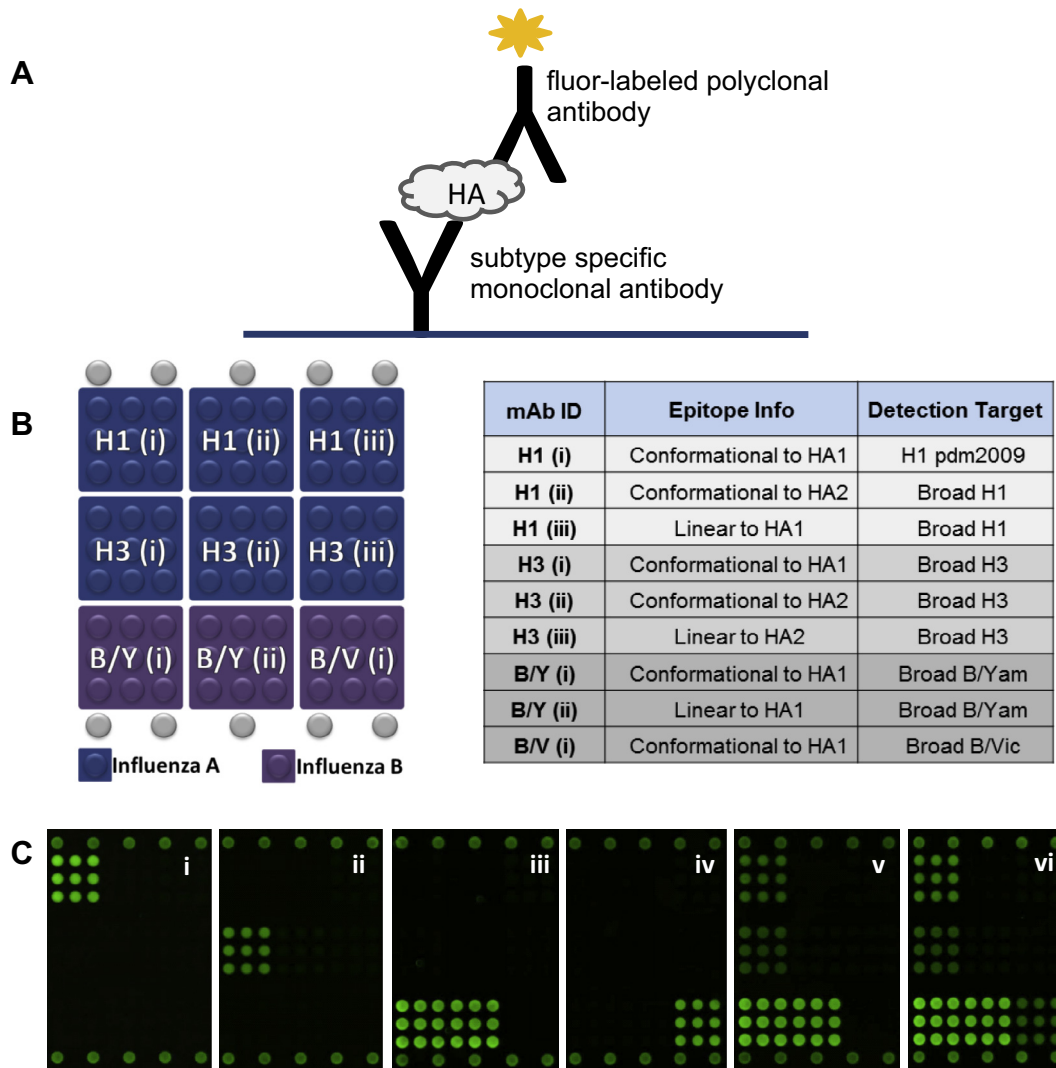 A
fluor-labeled polyclonal
antibody
HA
subtype specific
monoclonal antibody
B
H1 (i) H1 (ii) H1 (iii)
H3 (i) H3 (ii) H3 (iii)
B/Y (i) B/Y (ii) B/V (i)
Influenza A Influenza B
mAb ID Epitope Info Detection Target
H1 (i) Conformational to HA1 H1 pdm2009
H1 (ii) Conformational to HA2 Broad H1
H1 (iii) Linear to HA1 Broad H1
H3 (i) Conformational to HA1 Broad H3
H3 (ii) Conformational to HA2 Broad H3
H3 (iii) Linear to HA2 Broad H3
B/Y (i) Conformational to HA1 Broad B/Yam
B/Y (ii) Linear to HA1 Broad B/Yam
B/V (i) Conformational to HA1 Broad B/Vic
C
i ii iii iv v vi